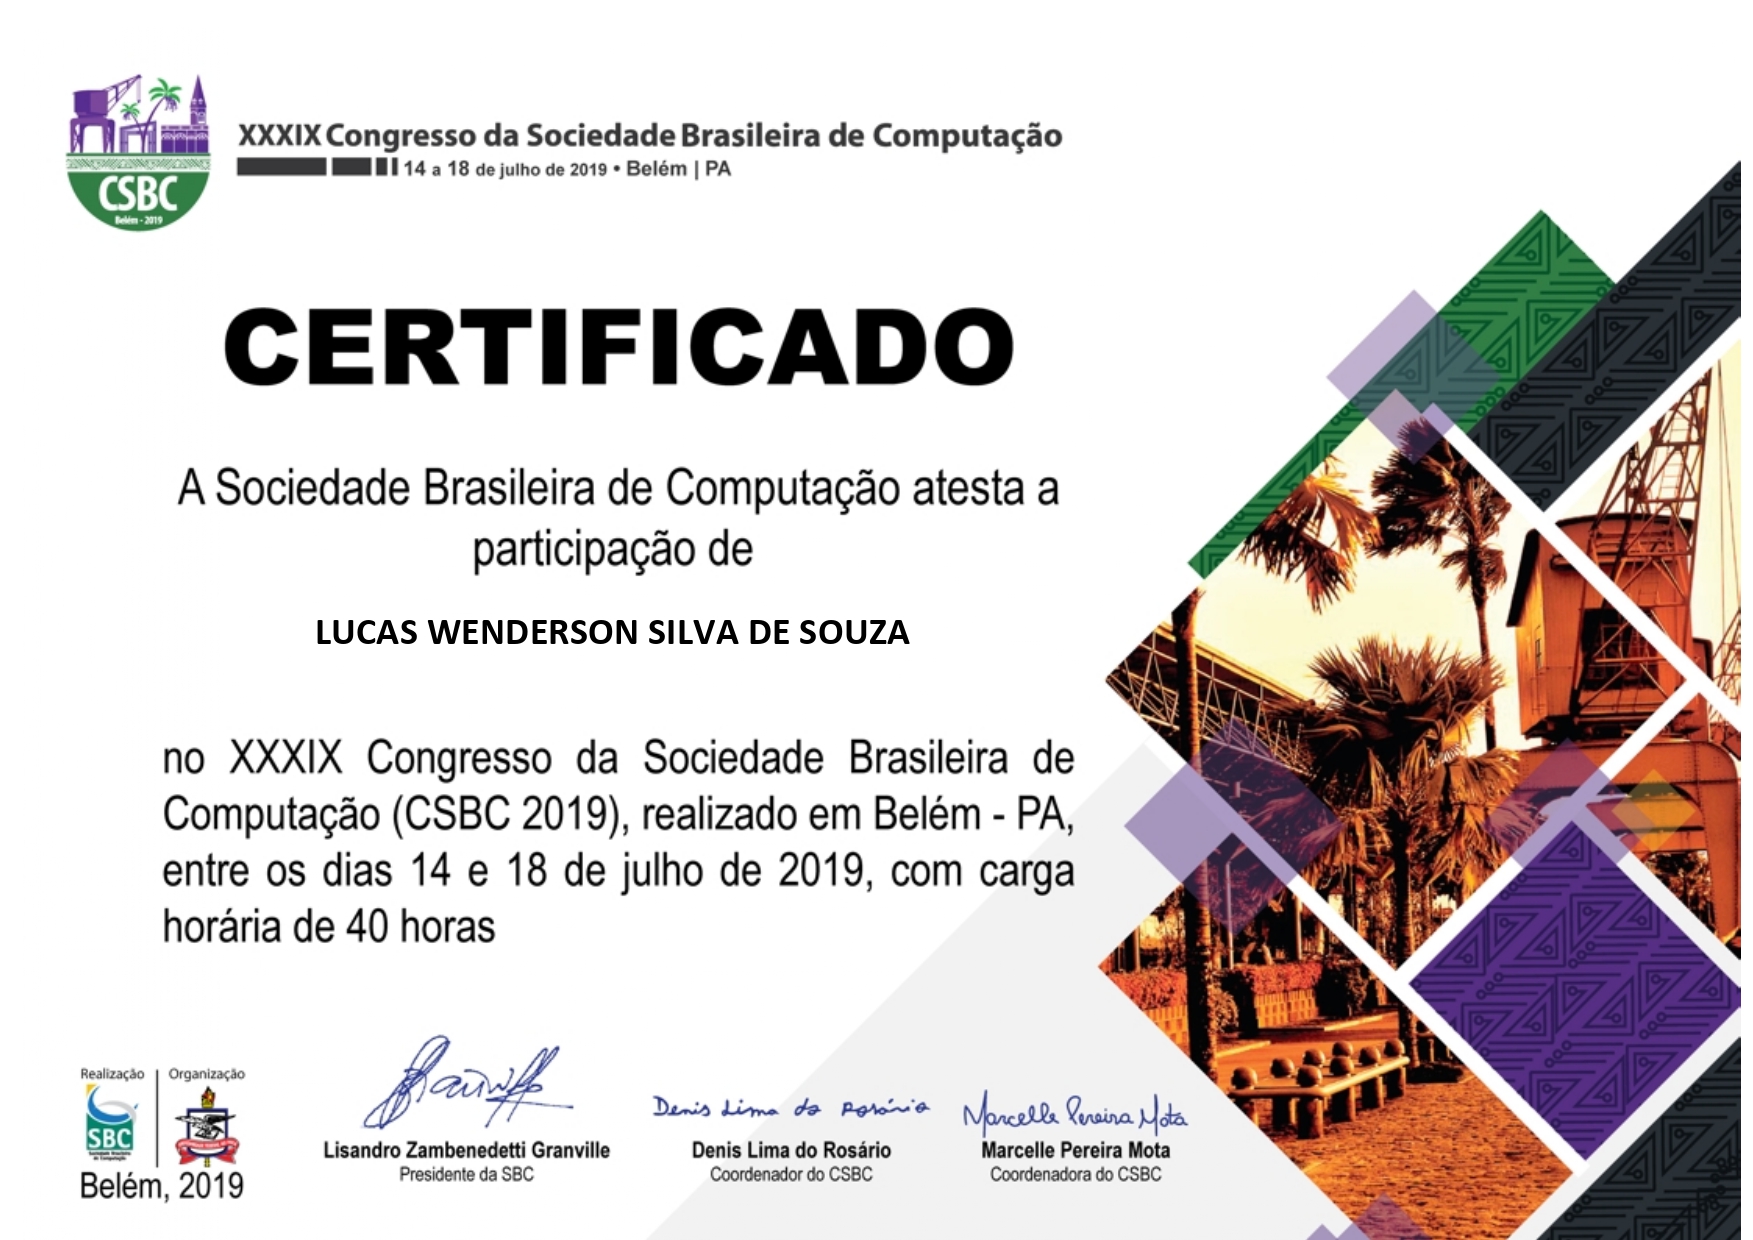 XXXIX Congresso da Sociedade Brasileira de Computação
14 a 18 de julho de 2019 • Belém | PA
CSBC
Belém - 2019
CERTIFICADO
A Sociedade Brasileira de Computação atesta a
participação de
LUCAS WENDERSON SILVA DE SOUZA
no XXXIX Congresso da Sociedade Brasileira de
Computação (CSBC 2019), realizado em Belém - PA,
entre os dias 14 e 18 de julho de 2019, com carga
horária de 40 horas
Realização
Organização
SBC
Sociedade Brasileira
de Computação
Belém, 2019
Lisandro Zambenedetti Granville
Presidente da SBC
Denis Lima do Rosário
Denis Lima do Rosário
Coordenador do CSBC
Marcelle Pereira Mota
Marcelle Pereira Mota
Coordenadora do CSBC